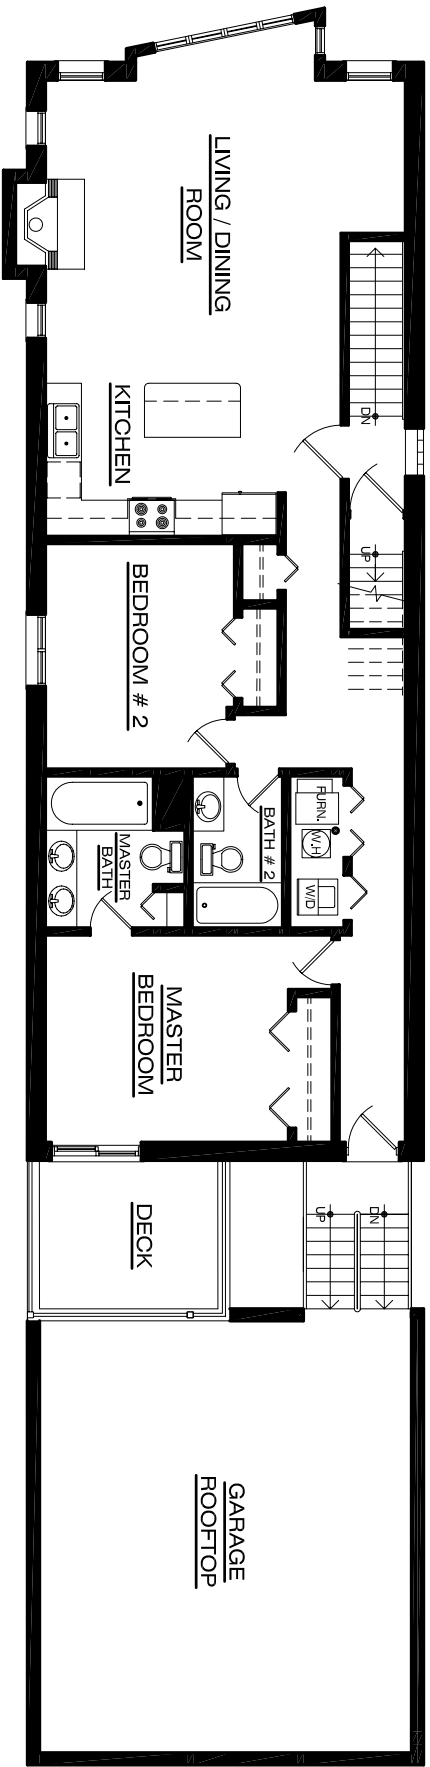 LIVING / DINING
ROOM
DN
KITCHEN
UP
BEDROOM # 2
FURN.
W.H
W/D
BATH # 2
MASTER
BATH
MASTER
BEDROOM
DECK
UP
DN
GARAGE
ROOFTOP